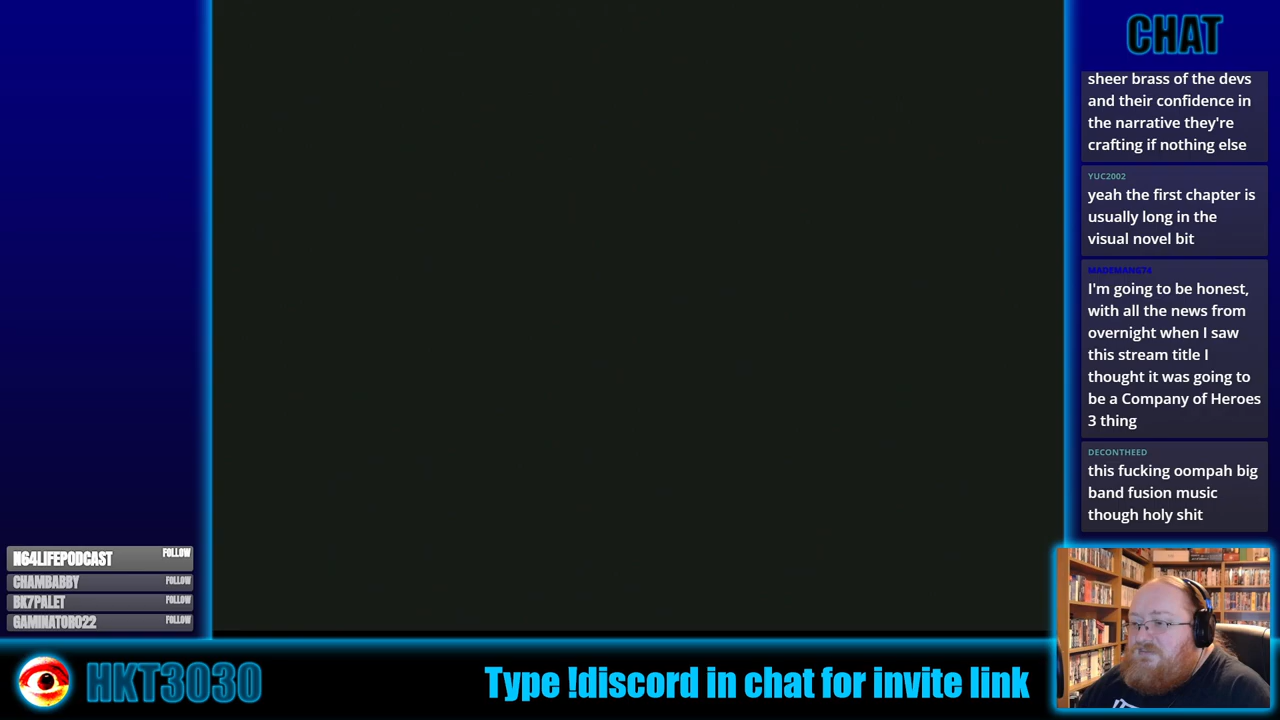 CHAT
sheer brass of the devs
and their confidence in
the narrative they're
crafting if nothing else
YUC2002
yeah the first chapter is
usually long in the
visual novel bit
MADEMANG74
I'm going to be honest,
with all the news from
overnight when I saw
this stream title I
thought it was going to
be a Company of Heroes
3 thing
DECONTHEED
this fucking oompah big
band fusion music
though holy shit
N64LIFEPODCAST FOLLOW
CHAMBABBY FOLLOW
BK7PALET FOLLOW
GAMINATOR022 FOLLOW
HKT3030
Type !discord in chat for invite link